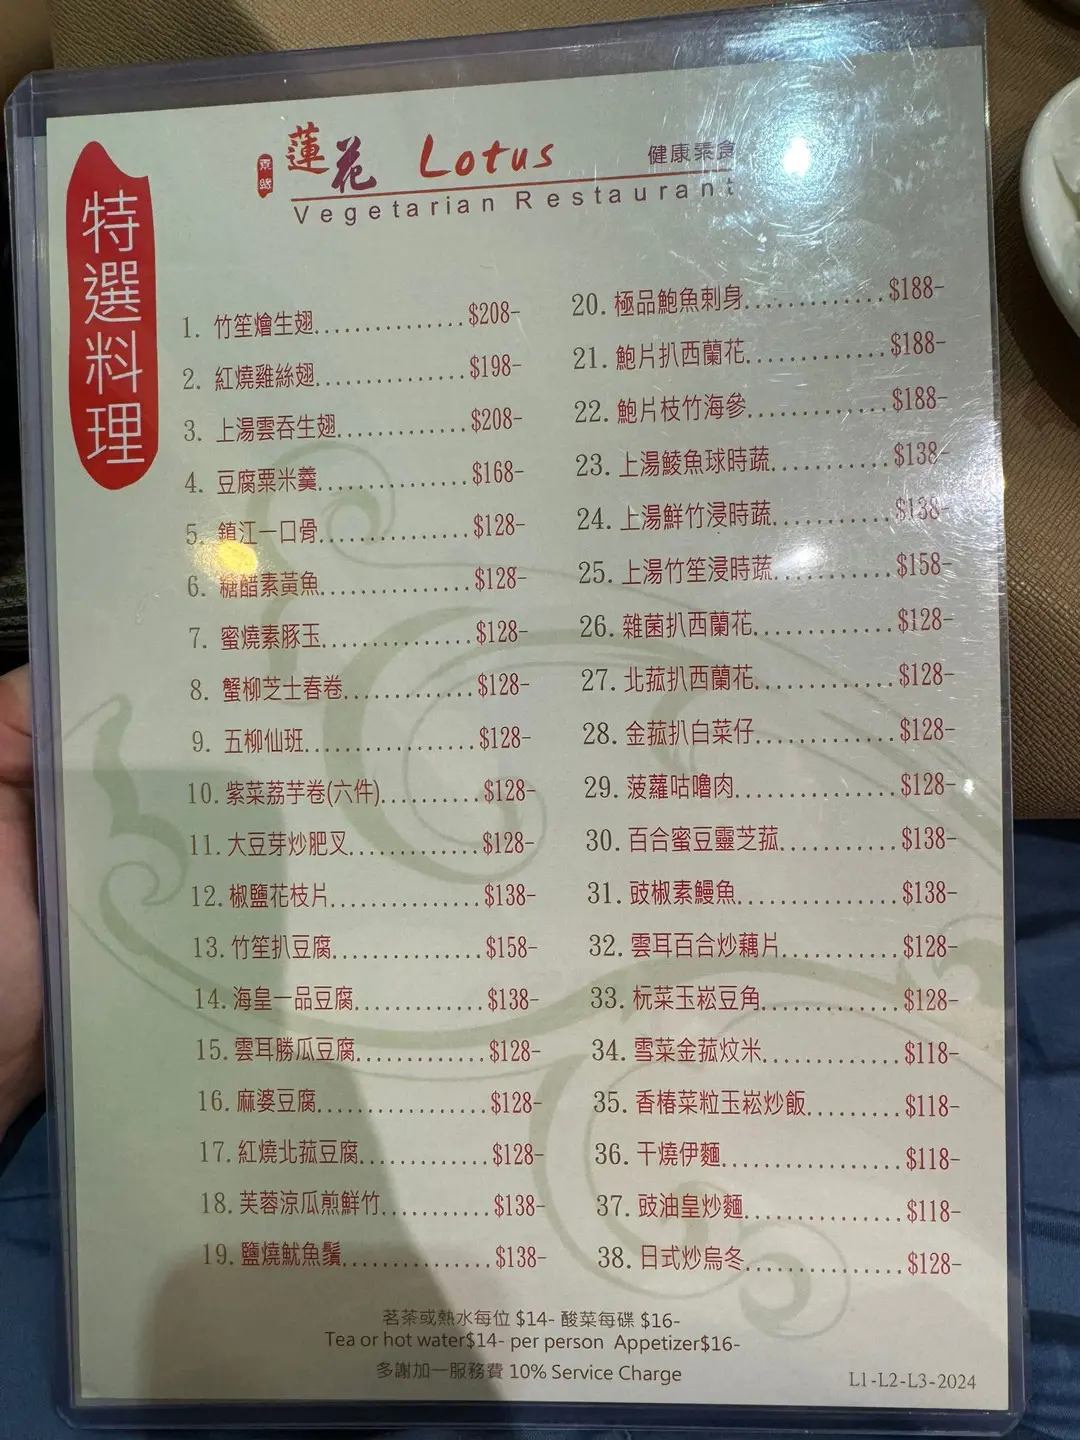 特選料理
素蹤
蓮花 Lotus 健康素食
Vegetarian Restaurant
1. 竹笙燴生翅...............$208-
2. 紅燒雞絲翅...............$198-
3. 上湯雲吞生翅.............$208-
4. 豆腐粟米羹...............$168-
5. 鎮江一口骨...............$128-
6. 糖醋素黃魚...............$128-
7. 蜜燒素豚玉...............$128-
8. 蟹柳芝士春卷.............$128-
9. 五柳仙班.................$128-
10. 紫菜荔芋卷(六件)..........$128-
11. 大豆芽炒肥叉.............$128-
12. 椒鹽花枝片...............$138-
13. 竹笙扒豆腐...............$158-
14. 海皇一品豆腐.............$138-
15. 雲耳勝瓜豆腐.............$128-
16. 麻婆豆腐.................$128-
17. 紅燒北菰豆腐.............$128-
18. 芙蓉涼瓜煎鮮竹...........$138-
19. 鹽燒魷魚鬚...............$138-
20. 極品鮑魚刺身..............$188-
21. 鮑片扒西蘭花..............$188-
22. 鮑片枝竹海參..............$188-
23. 上湯鯪魚球時蔬............$138-
24. 上湯鮮竹浸時蔬............$138-
25. 上湯竹笙浸時蔬............$158-
26. 雜菌扒西蘭花..............$128-
27. 北菰扒西蘭花..............$128-
28. 金菰扒白菜仔..............$128-
29. 菠蘿咕嚕肉................$128-
30. 百合蜜豆靈芝菰............$138-
31. 豉椒素鰻魚................$138-
32. 雲耳百合炒藕片............$128-
33. 杬菜玉崧豆角..............$128-
34. 雪菜金菰炆米..............$118-
35. 香椿菜粒玉崧炒飯..........$118-
36. 干燒伊麵..................$118-
37. 豉油皇炒麵................$118-
38. 日式炒烏冬................$128-
茗茶或熱水每位 $14- 酸菜每碟 $16-
Tea or hot water$14- per person Appetizer$16-
多謝加一服務費 10% Service Charge
L1-L2-L3-2024